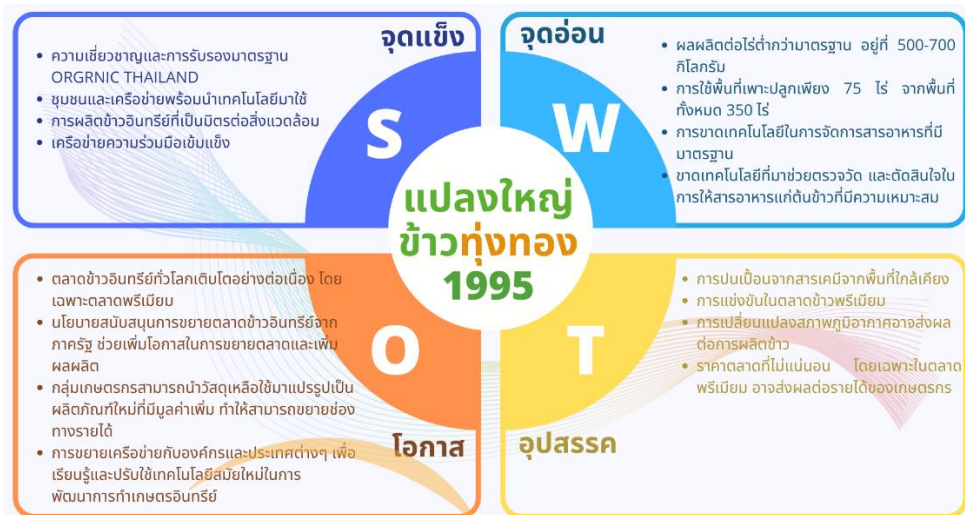 จุดแข็ง
• ความเชี่ยวชาญและการรับรองมาตรฐาน
ORGRNIC THAILAND
• ชุมชนและเครือข่ายพร้อมนำเทคโนโลยีมาใช้
• การผลิตข้าวอินทรีย์ที่เป็นมิตรต่อสิ่งแวดล้อม
• เครือข่ายความร่วมมือเข้มแข็ง
S
จุดอ่อน
• ผลผลิตต่อไร่ต่ำกว่ามาตรฐาน อยู่ที่ 500-700
กิโลกรัม
• การใช้พื้นที่เพาะปลูกเพียง 75 ไร่ จากพื้นที่
ทั้งหมด 350 ไร่
• การขาดเทคโนโลยีในการจัดการสารอาหารที่มี
มาตรฐาน
• ขาดเทคโนโลยีที่มาช่วยตรวจวัด และตัดสินใจใน
การให้สารอาหารแก่ต้นข้าวที่มีความเหมาะสม
W
แปลงใหญ่
ข้าวทุ่งทอง
1995
• ตลาดข้าวอินทรีย์ทั่วโลกเติบโตอย่างต่อเนื่อง โดย
เฉพาะตลาดพรีเมียม
• นโยบายสนับสนุนการขยายตลาดข้าวอินทรีย์จาก
ภาครัฐ ช่วยเพิ่มโอกาสในการขยายตลาดและเพิ่ม
ผลผลิต
• กลุ่มเกษตรกรสามารถนำวัสดุเหลือใช้มาแปรรูปเป็น
ผลิตภัณฑ์ใหม่ที่มีมูลค่าเพิ่ม ทำให้สามารถขยายช่อง
ทางรายได้
• การขยายเครือข่ายกับองค์กรและประเทศต่างๆ เพื่อ
เรียนรู้และปรับใช้เทคโนโลยีสมัยใหม่ในการ
พัฒนาการทำเกษตรอินทรีย์
O
โอกาส
• การปนเปื้อนจากสารเคมีจากพื้นที่ใกล้เคียง
• การแข่งขันในตลาดข้าวพรีเมียม
• การเปลี่ยนแปลงสภาพภูมิอากาศอาจส่งผล
ต่อการผลิตข้าว
• ราคาตลาดที่ไม่แน่นอน โดยเฉพาะในตลาด
พรีเมียม อาจส่งผลต่อรายได้ของเกษตรกร
T
อุปสรรค